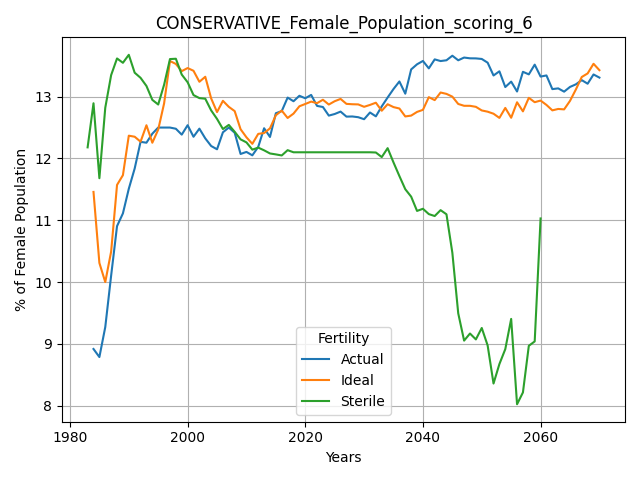 CONSERVATIVE_Female_Population_scoring_6
% of Female Population
13
12
11
10
9
8
Fertility
Actual
Ideal
Sterile
1980
2000
2020
2040
2060
Years